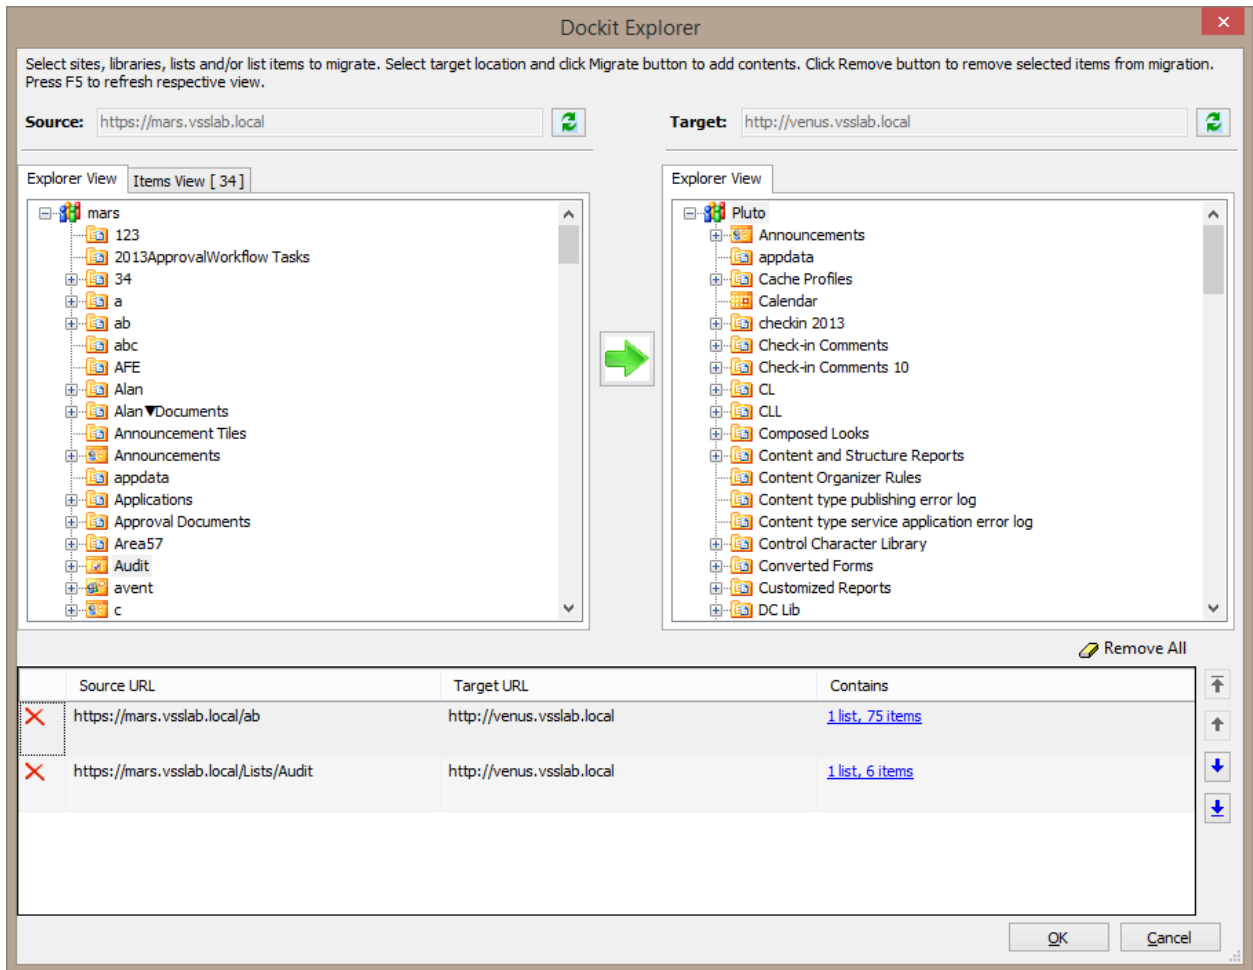 Dockit Explorer
Select sites, libraries, lists and/or list items to migrate. Select target location and click Migrate button to add contents. Click Remove button to remove selected items from migration.
Press F5 to refresh respective view.
Source: https://mars.vsslab.local
Target: http://venus.vsslab.local
Explorer View
Items View [ 34 ]
mars
123
2013ApprovalWorkflow Tasks
34
a
ab
abc
AFE
Alan
Alan▼Documents
Announcement Tiles
Announcements
appdata
Applications
Approval Documents
Area57
Audit
avent
c
Explorer View
Pluto
Announcements
appdata
Cache Profiles
Calendar
checkin 2013
Check-in Comments
Check-in Comments 10
CL
CLL
Composed Looks
Content and Structure Reports
Content Organizer Rules
Content type publishing error log
Content type service application error log
Control Character Library
Converted Forms
Customized Reports
DC Lib
Remove All
Source URL Target URL Contains
https://mars.vsslab.local/ab http://venus.vsslab.local 1 list, 75 items
https://mars.vsslab.local/Lists/Audit http://venus.vsslab.local 1 list, 6 items
OK Cancel